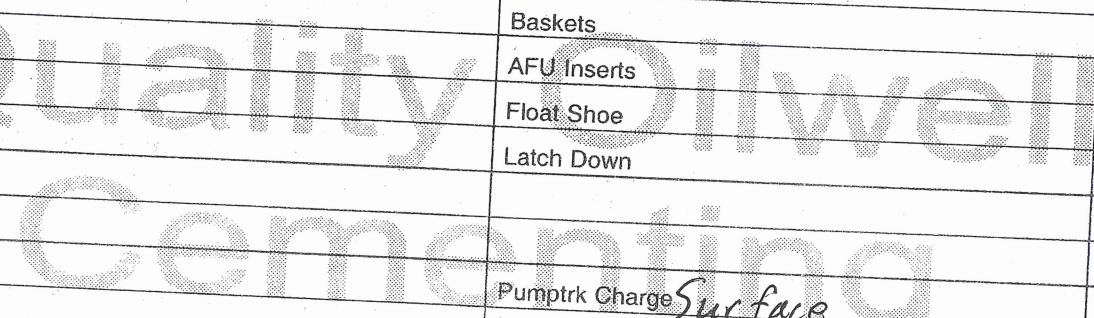 Baskets
AFU Inserts
Float Shoe
Latch Down
Pumptrk Charge Surface
Quality Oilwell
Cementing